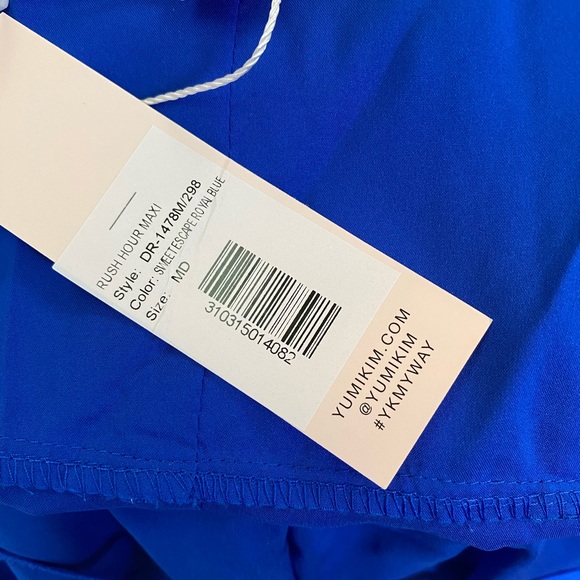 RUSH HOUR MAXI
Style: DR-1478M/298
Color: SWEET ESCAPE ROYAL BLUE
Size: MD
310315014082
YUMIKIM.COM
@YUMIKIM
#YKMYWAY